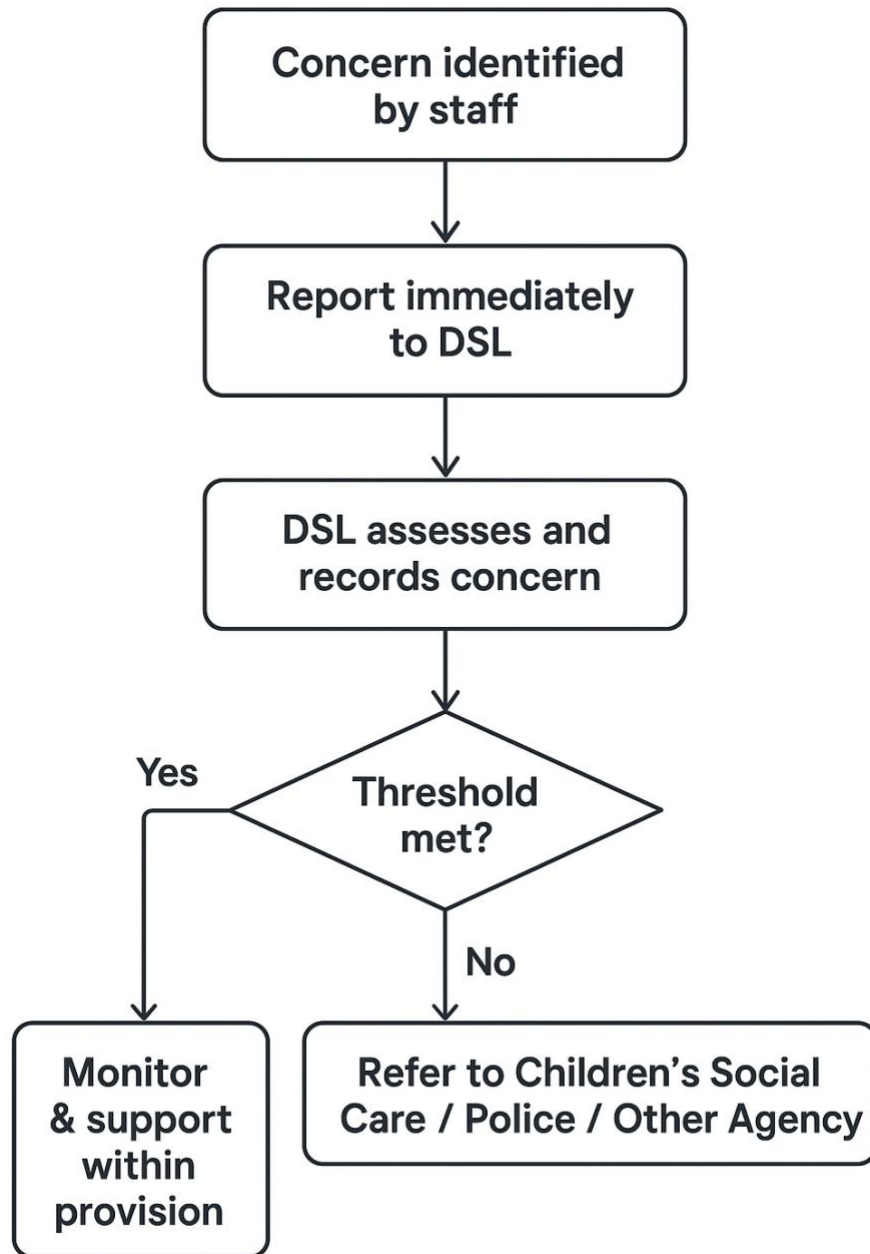 Concern identified
by staff
Report immediately
to DSL
DSL assesses and
records concern
Threshold
met?
Yes
No
Monitor
& support
within
provision
Refer to Children's Social
Care / Police / Other Agency